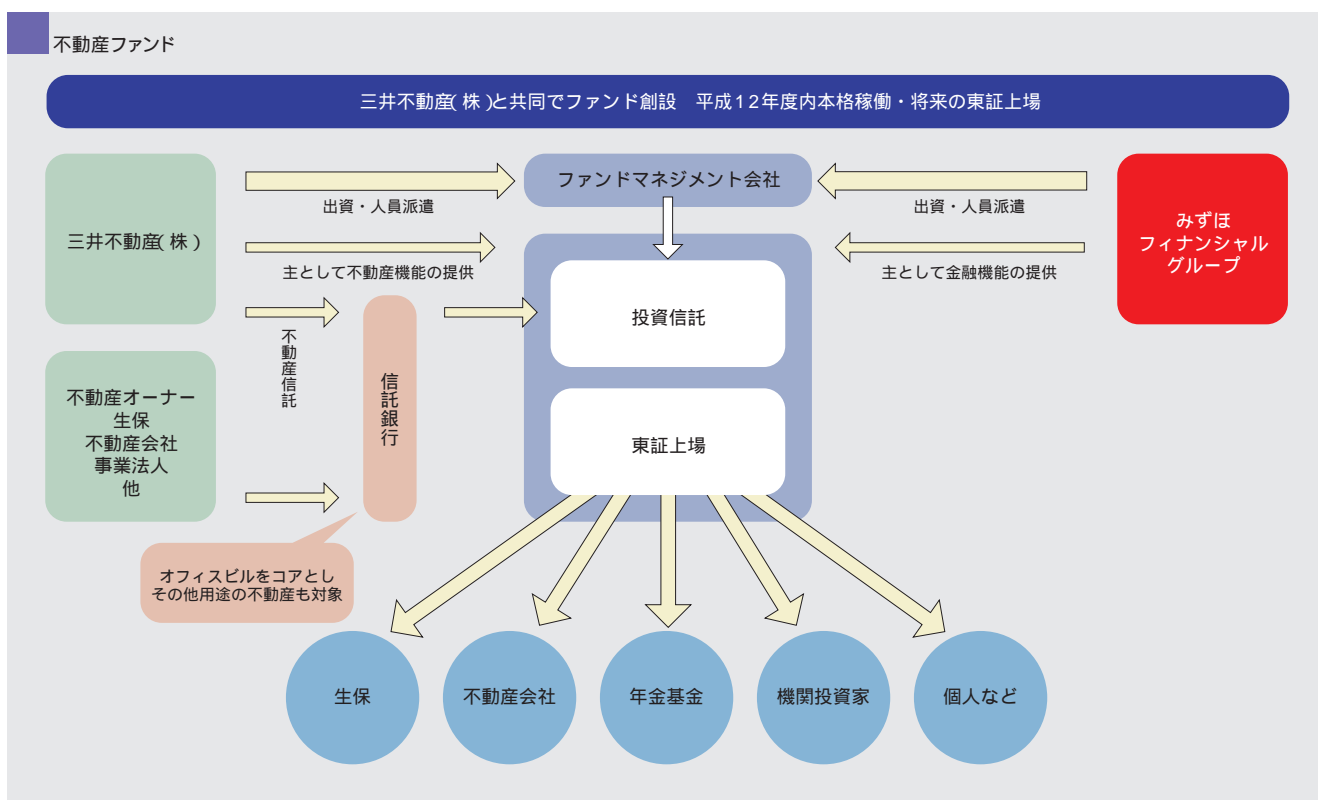 不動産ファンド
三井不動産(株)と共同でファンド創設 平成12年度内本格稼働・将来の東証上場
三井不動産(株)
出資・人員派遣
ファンドマネジメント会社
出資・人員派遣
みずほ
フィナンシャル
グループ
主として不動産機能の提供
主として金融機能の提供
不動産信託
信託銀行
投資信託
不動産オーナー
生保
不動産会社
事業法人
他
東証上場
オフィスビルをコアとし
その他用途の不動産も対象
生保
不動産会社
年金基金
機関投資家
個人など